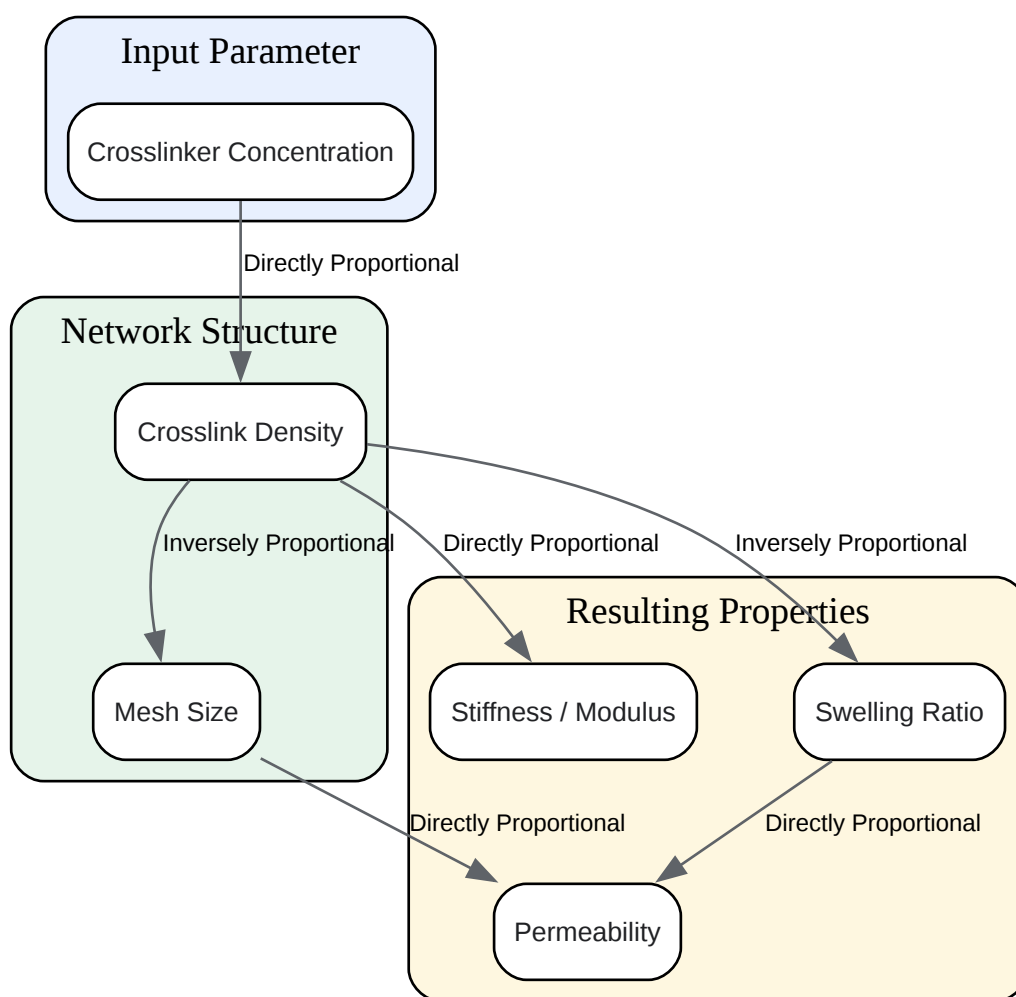 Input Parameter
Crosslinker Concentration
Directly Proportional
Network Structure
Crosslink Density
Inversely Proportional
Directly Proportional
Inversely Proportional
Resulting Properties
Mesh Size
Stiffness / Modulus
Swelling Ratio
Directly Proportional
Directly Proportional
Permeability